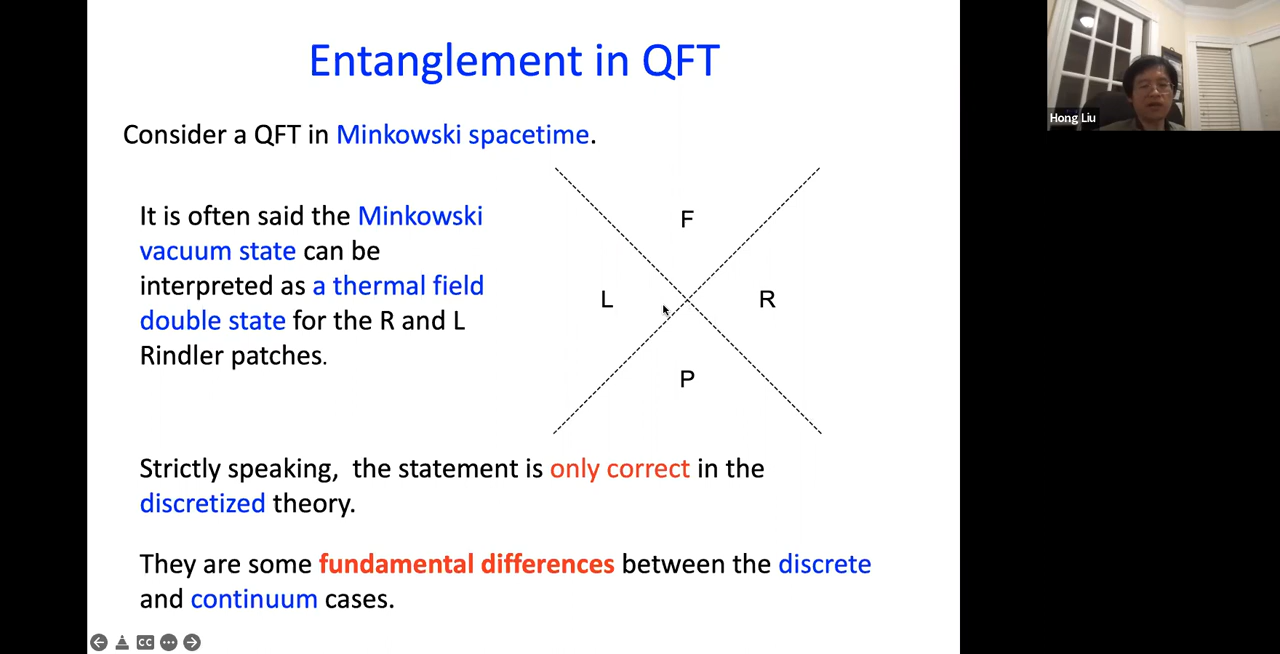 Entanglement in QFT
Consider a QFT in Minkowski spacetime.
It is often said the Minkowski
vacuum state can be
interpreted as a thermal field
double state for the R and L
Rindler patches.
F
L
R
P
Strictly speaking, the statement is only correct in the
discretized theory.
They are some fundamental differences between the discrete
and continuum cases.
CC
Hong Liu